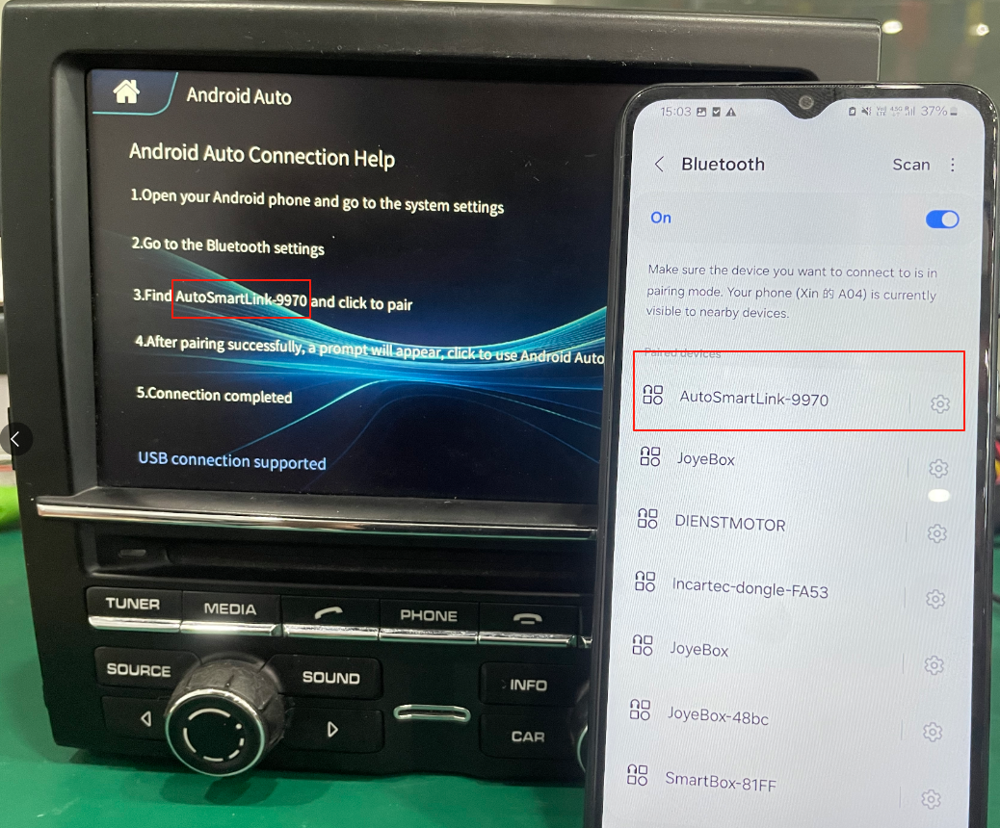 Android Auto
Android Auto Connection Help
1.Open your Android phone and go to the system settings
2.Go to the Bluetooth settings
3.Find AutoSmartLink-9970 and click to pair
4.After pairing successfully, a prompt will appear, click to use Android Auto
5.Connection completed
USB connection supported
TUNER
MEDIA
PHONE
SOURCE
SOUND
INFO
CAR
15:03
37%
Bluetooth
Scan
On
Make sure the device you want to connect to is in
pairing mode. Your phone (Xin 的 A04) is currently
visible to nearby devices.
Paired devices
AutoSmartLink-9970
JoyeBox
DIENSTMOTOR
Incartec-dongle-FA53
JoyeBox
JoyeBox-48bc
SmartBox-81FF